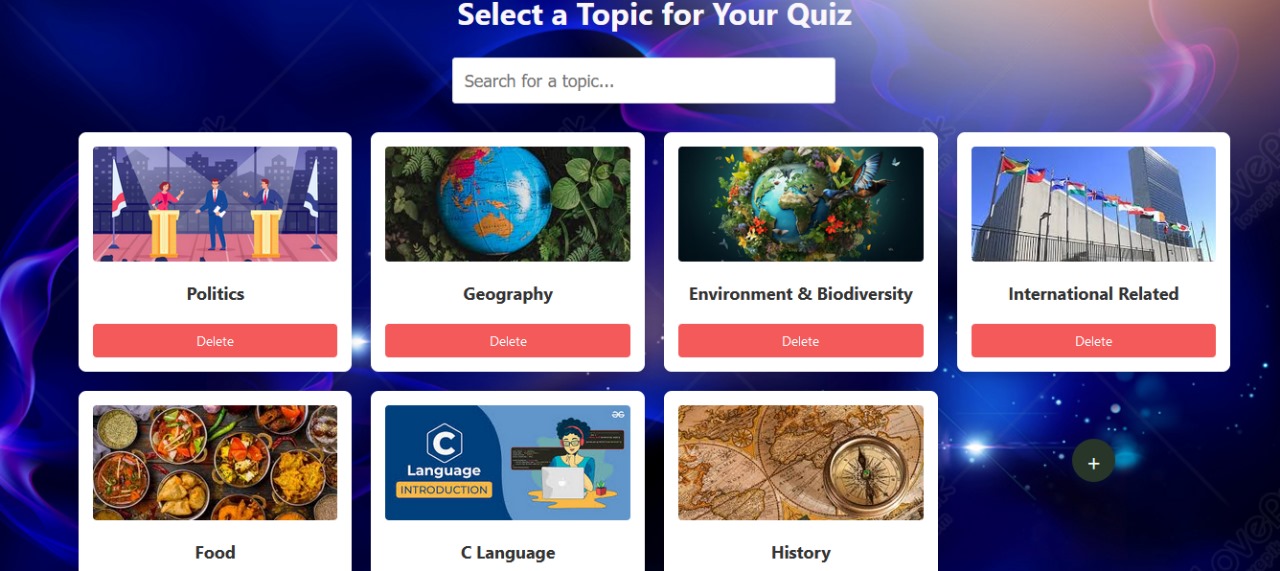 Select a Topic for Your Quiz
Search for a topic...
Politics
Geography
Environment & Biodiversity
International Related
Delete
Delete
Delete
Delete
C
Language
INTRODUCTION
Food
C Language
History
+